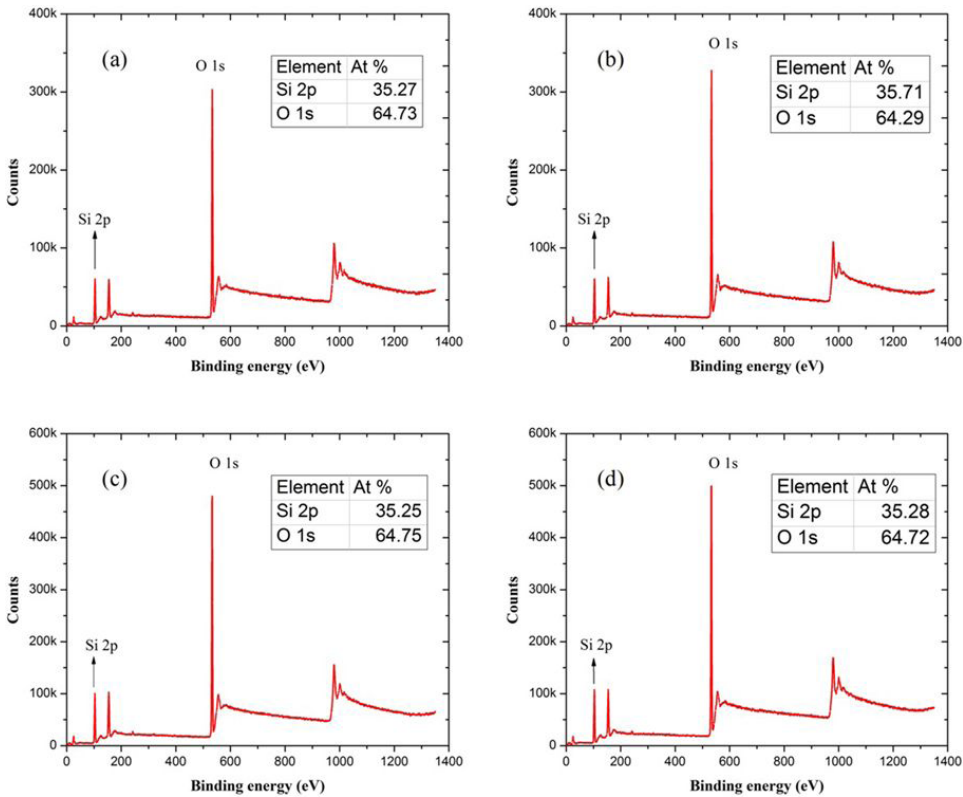 400k
300k
200k
100k
0
Counts
(a)
O 1s
Si 2p
Element At %
Si 2p 35.27
O 1s 64.73
0 200 400 600 800 1000 1200 1400
Binding energy (eV)
400k
300k
200k
100k
0
Counts
(b)
O 1s
Si 2p
Element At %
Si 2p 35.71
O 1s 64.29
0 200 400 600 800 1000 1200 1400
Binding energy (eV)
600k
500k
400k
300k
200k
100k
0
Counts
(c)
O 1s
Si 2p
Element At %
Si 2p 35.25
O 1s 64.75
0 200 400 600 800 1000 1200 1400
Binding energy (eV)
600k
500k
400k
300k
200k
100k
0
Counts
(d)
O 1s
Si 2p
Element At %
Si 2p 35.28
O 1s 64.72
0 200 400 600 800 1000 1200 1400
Binding energy (eV)